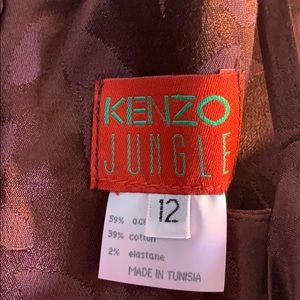 KENZO
JUNGLE
12
59%
39% cotton
2% elastane
MADE IN TUNISIA